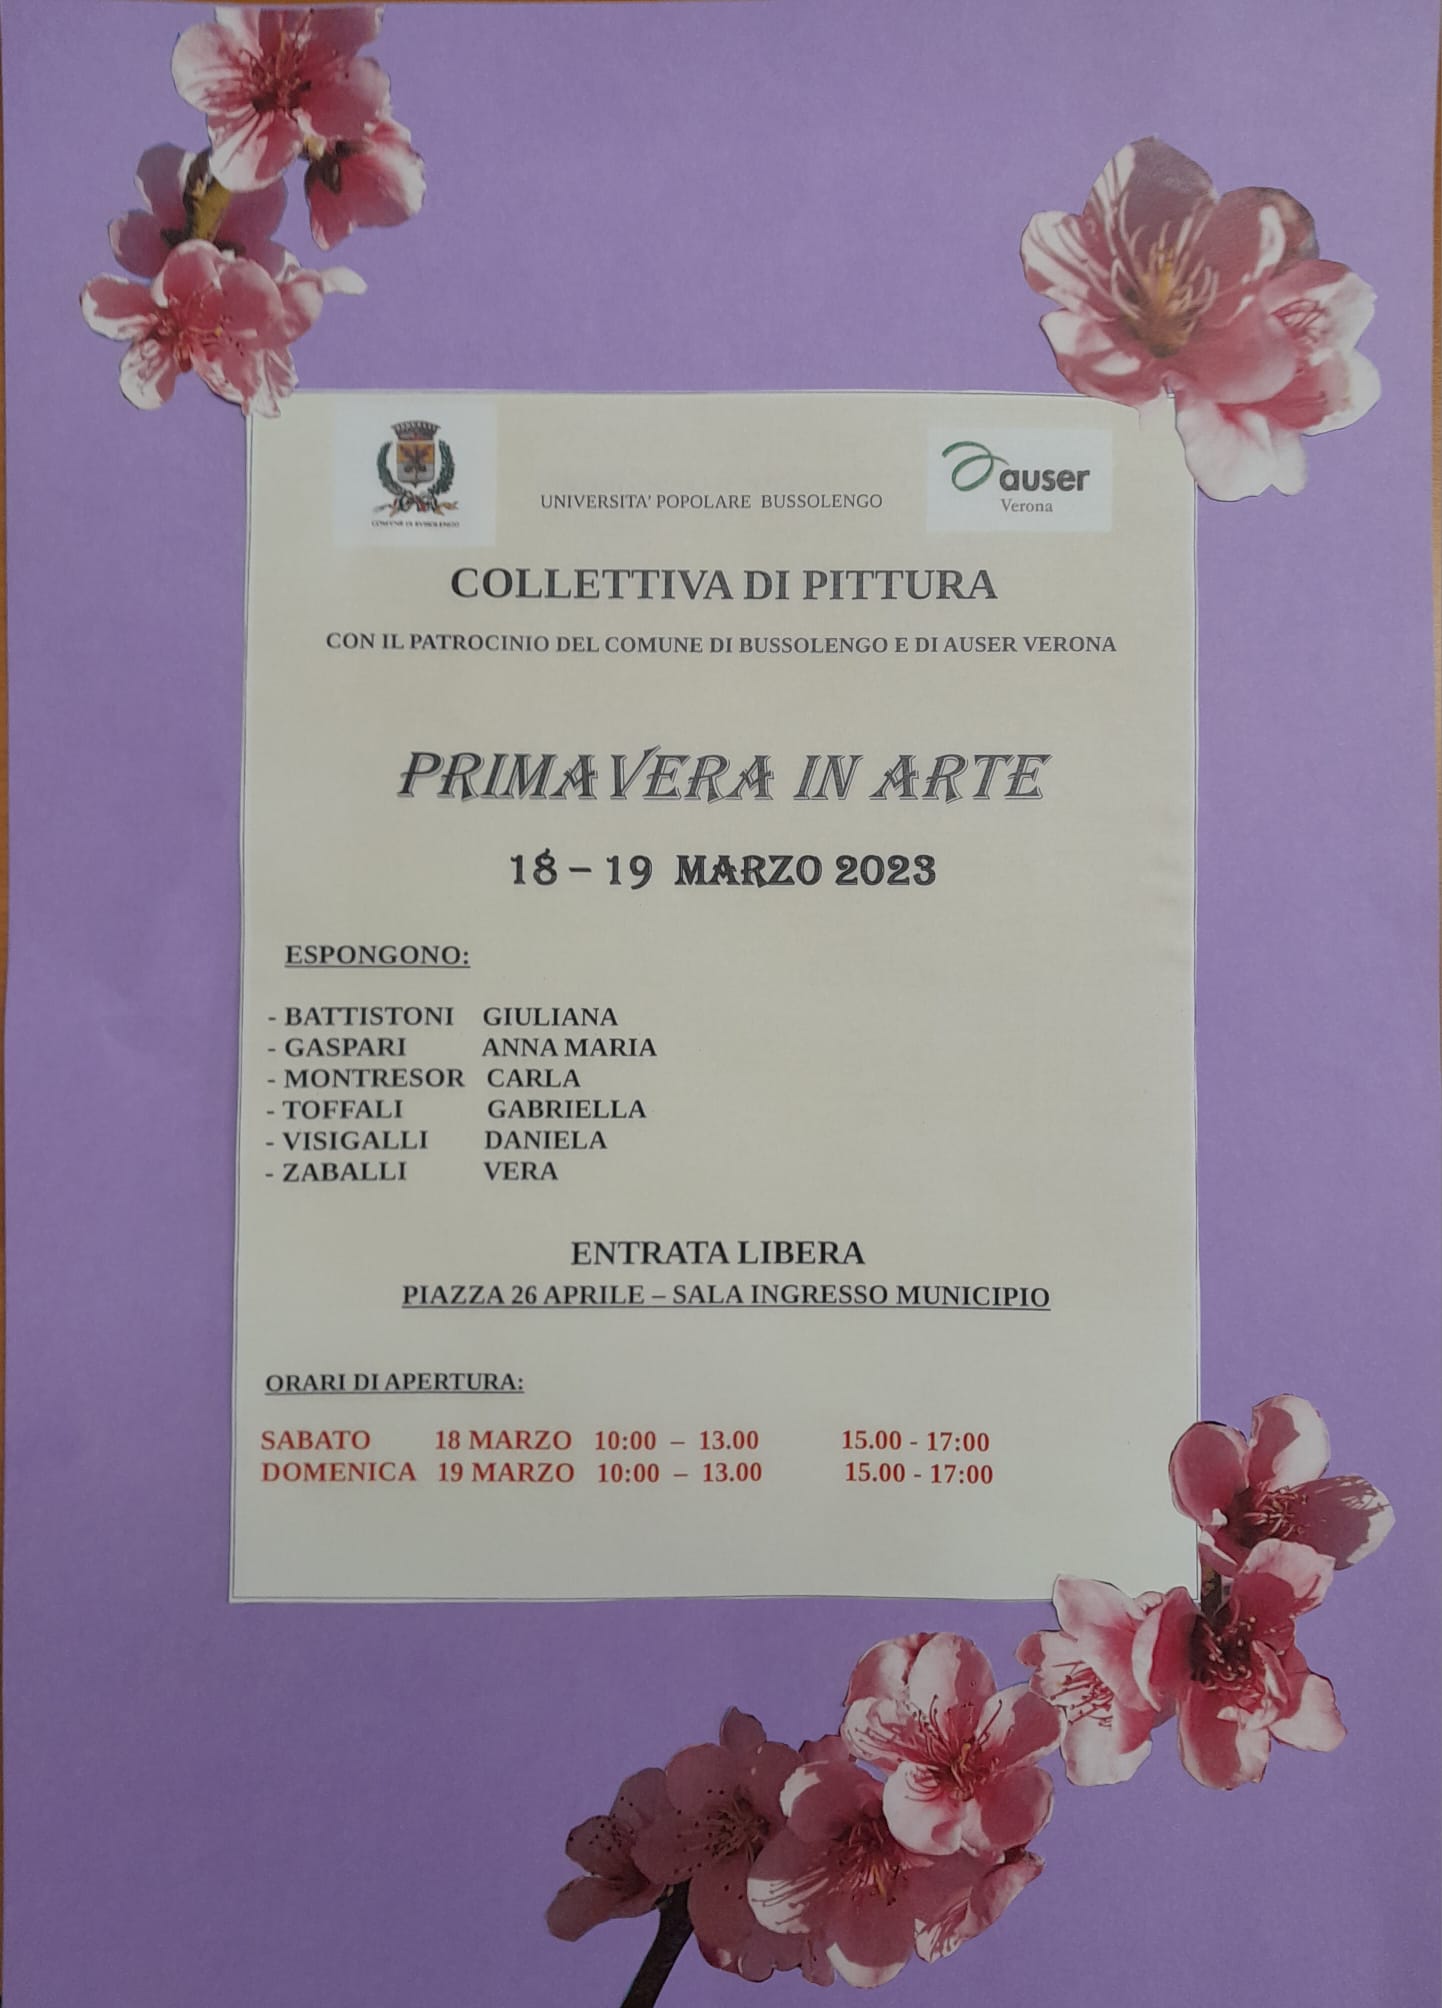 COMUNE DI BUSSOLENGO
UNIVERSITA' POPOLARE BUSSOLENGO
auser
Verona
COLLETTIVA DI PITTURA
CON IL PATROCINIO DEL COMUNE DI BUSSOLENGO E DI AUSER VERONA
PRIMAVERA IN ARTE
18 – 19 MARZO 2023
ESPONGONO:
- BATTISTONI GIULIANA
- GASPARI ANNA MARIA
- MONTRESOR CARLA
- TOFFALI GABRIELLA
- VISIGALLI DANIELA
- ZABALLI VERA
ENTRATA LIBERA
PIAZZA 26 APRILE – SALA INGRESSO MUNICIPIO
ORARI DI APERTURA:
SABATO 18 MARZO 10:00 – 13.00 15.00 - 17:00
DOMENICA 19 MARZO 10:00 – 13.00 15.00 - 17:00